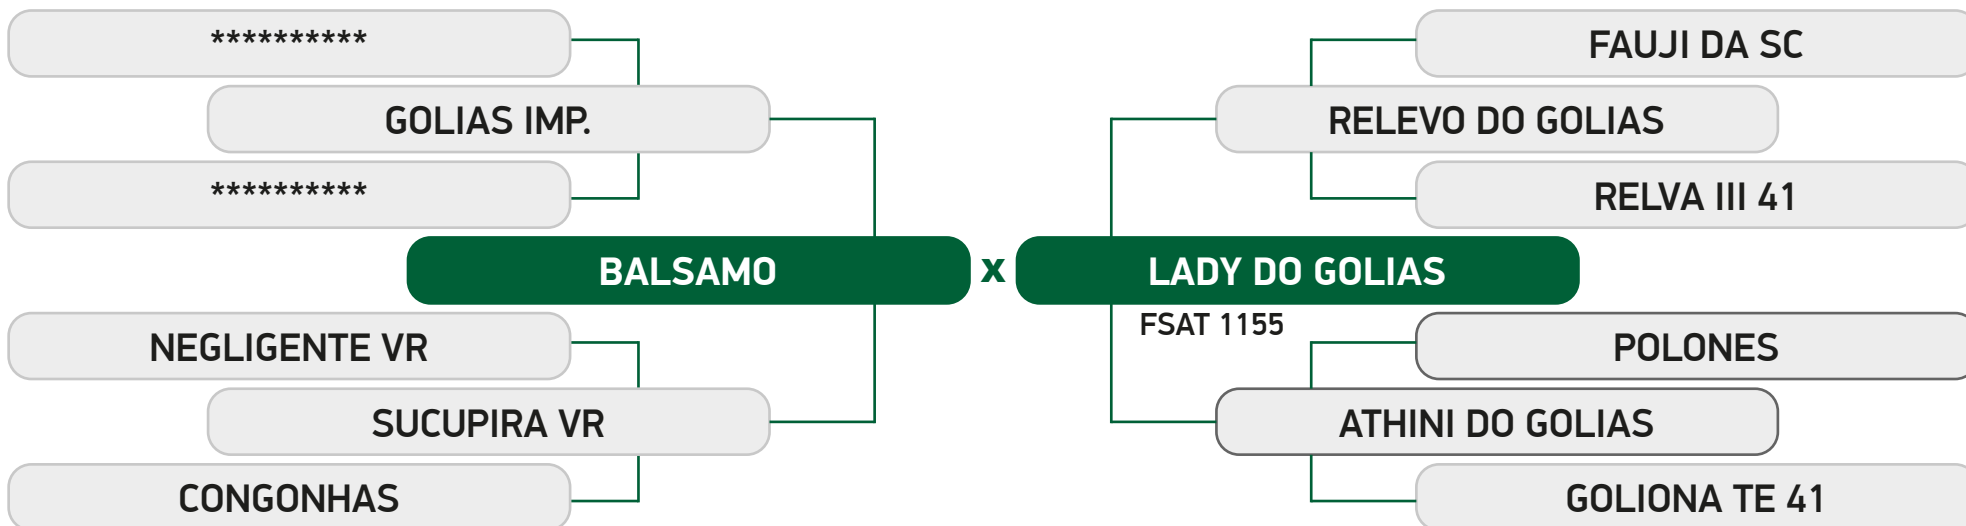 **********
GOLIAS IMP.
**********
BALSAMO
NEGLIGENTE VR
SUCUPIRA VR
CONGONHAS
x
FAUJI DA SC
RELEVO DO GOLIAS
RELVA III 41
LADY DO GOLIAS
FSAT 1155
POLONES
ATHINI DO GOLIAS
GOLIONA TE 41